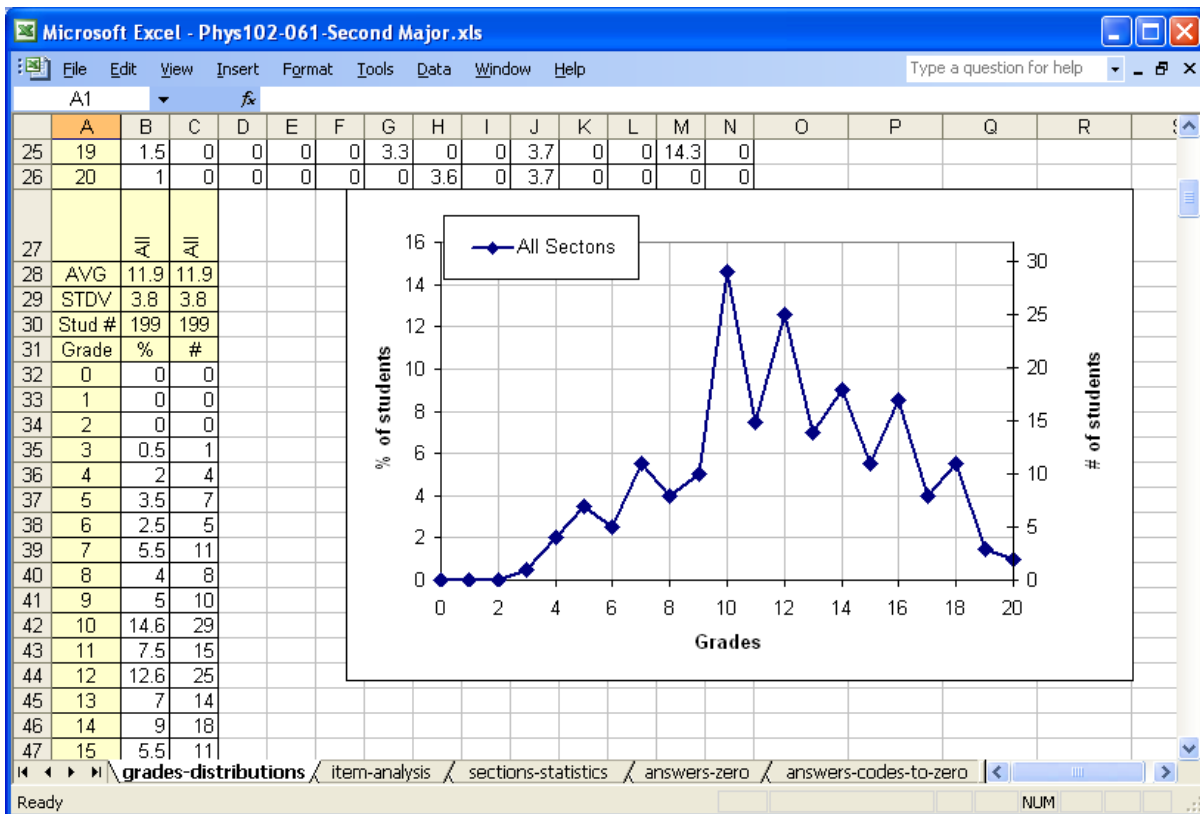 Microsoft Excel - Phys102-061-Second Major.xls
File Edit View Insert Format Tools Data Window Help Type a question for help
A1 fx
A B C D E F G H I J K L M N O P Q R S
25 19 1.5 0 0 0 0 3.3 0 0 3.7 0 0 14.3 0
26 20 1 0 0 0 0 0 3.6 0 3.7 0 0 0 0
27 All All
28 AVG 11.9 11.9
29 STDV 3.8 3.8
30 Stud # 199 199
31 Grade % #
32 0 0 0
33 1 0 0
34 2 0 0
35 3 0.5 1
36 4 2 4
37 5 3.5 7
38 6 2.5 5
39 7 5.5 11
40 8 4 8
41 9 5 10
42 10 14.6 29
43 11 7.5 15
44 12 12.6 25
45 13 7 14
46 14 9 18
47 15 5.5 11
All Sectons
% of students
16
14
12
10
8
6
4
2
0
30
25
20
15
10
5
0
# of students
0 2 4 6 8 10 12 14 16 18 20
Grades
grades-distributions item-analysis sections-statistics answers-zero answers-codes-to-zero
Ready NUM